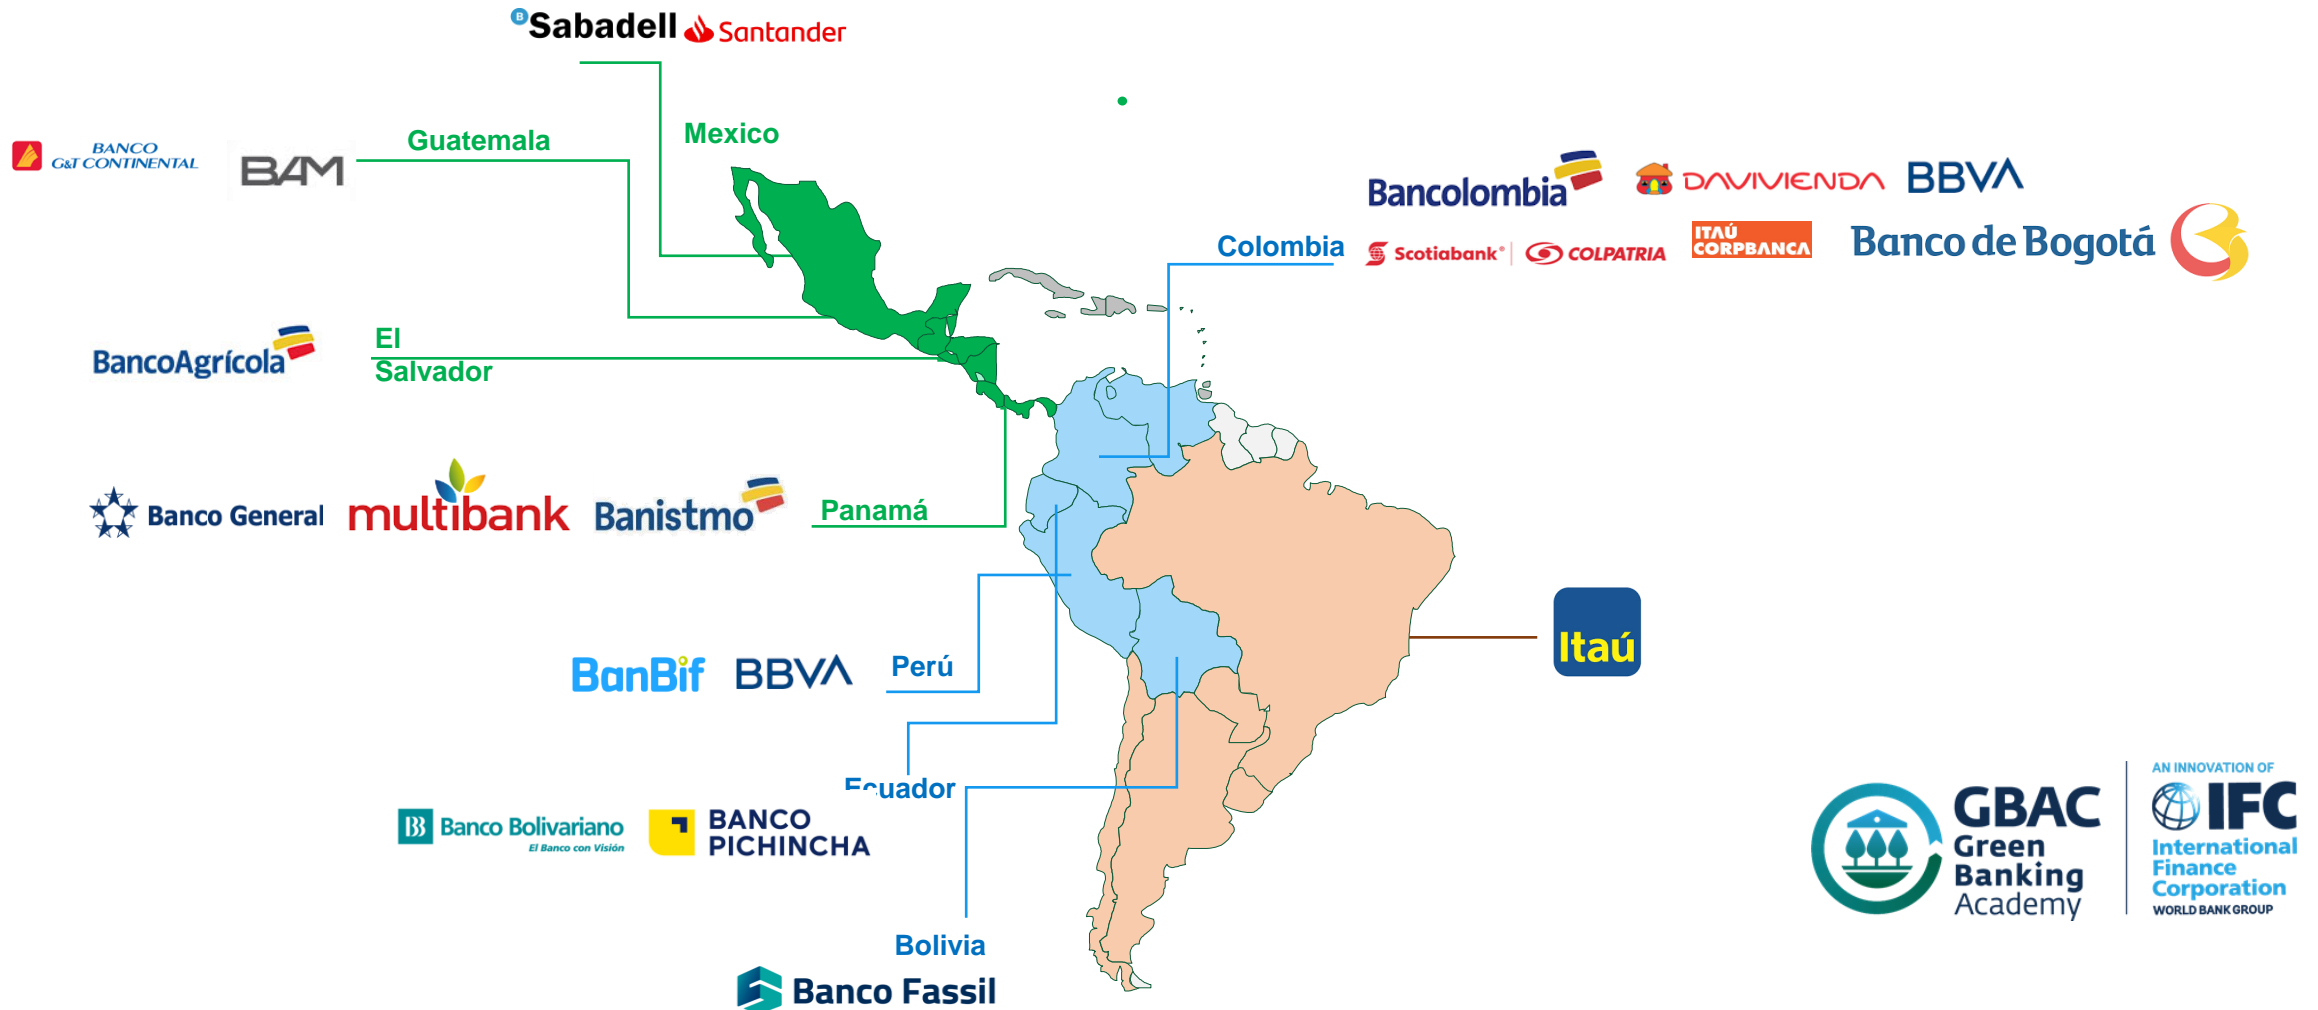 Sabadell Santander
Mexico
Guatemala
BANCO
G&T CONTINENTAL
BAM
Bancolombia DAVIVIENDA BBVA
Colombia
Scotiabank® COLPATRIA
ITAÚ
CORPBANCA
Banco de Bogotá
BancoAgrícola
El
Salvador
Banco General multibank Banistmo
Panamá
Itaú
BanBif BBVA
Perú
Ecuador
BB Banco Bolivariano
El Banco con Visión
BANCO
PICHINCHA
Bolivia
Banco Fassil
GBAC
Green
Banking
Academy
AN INNOVATION OF
IFC
International
Finance
Corporation
WORLD BANK GROUP